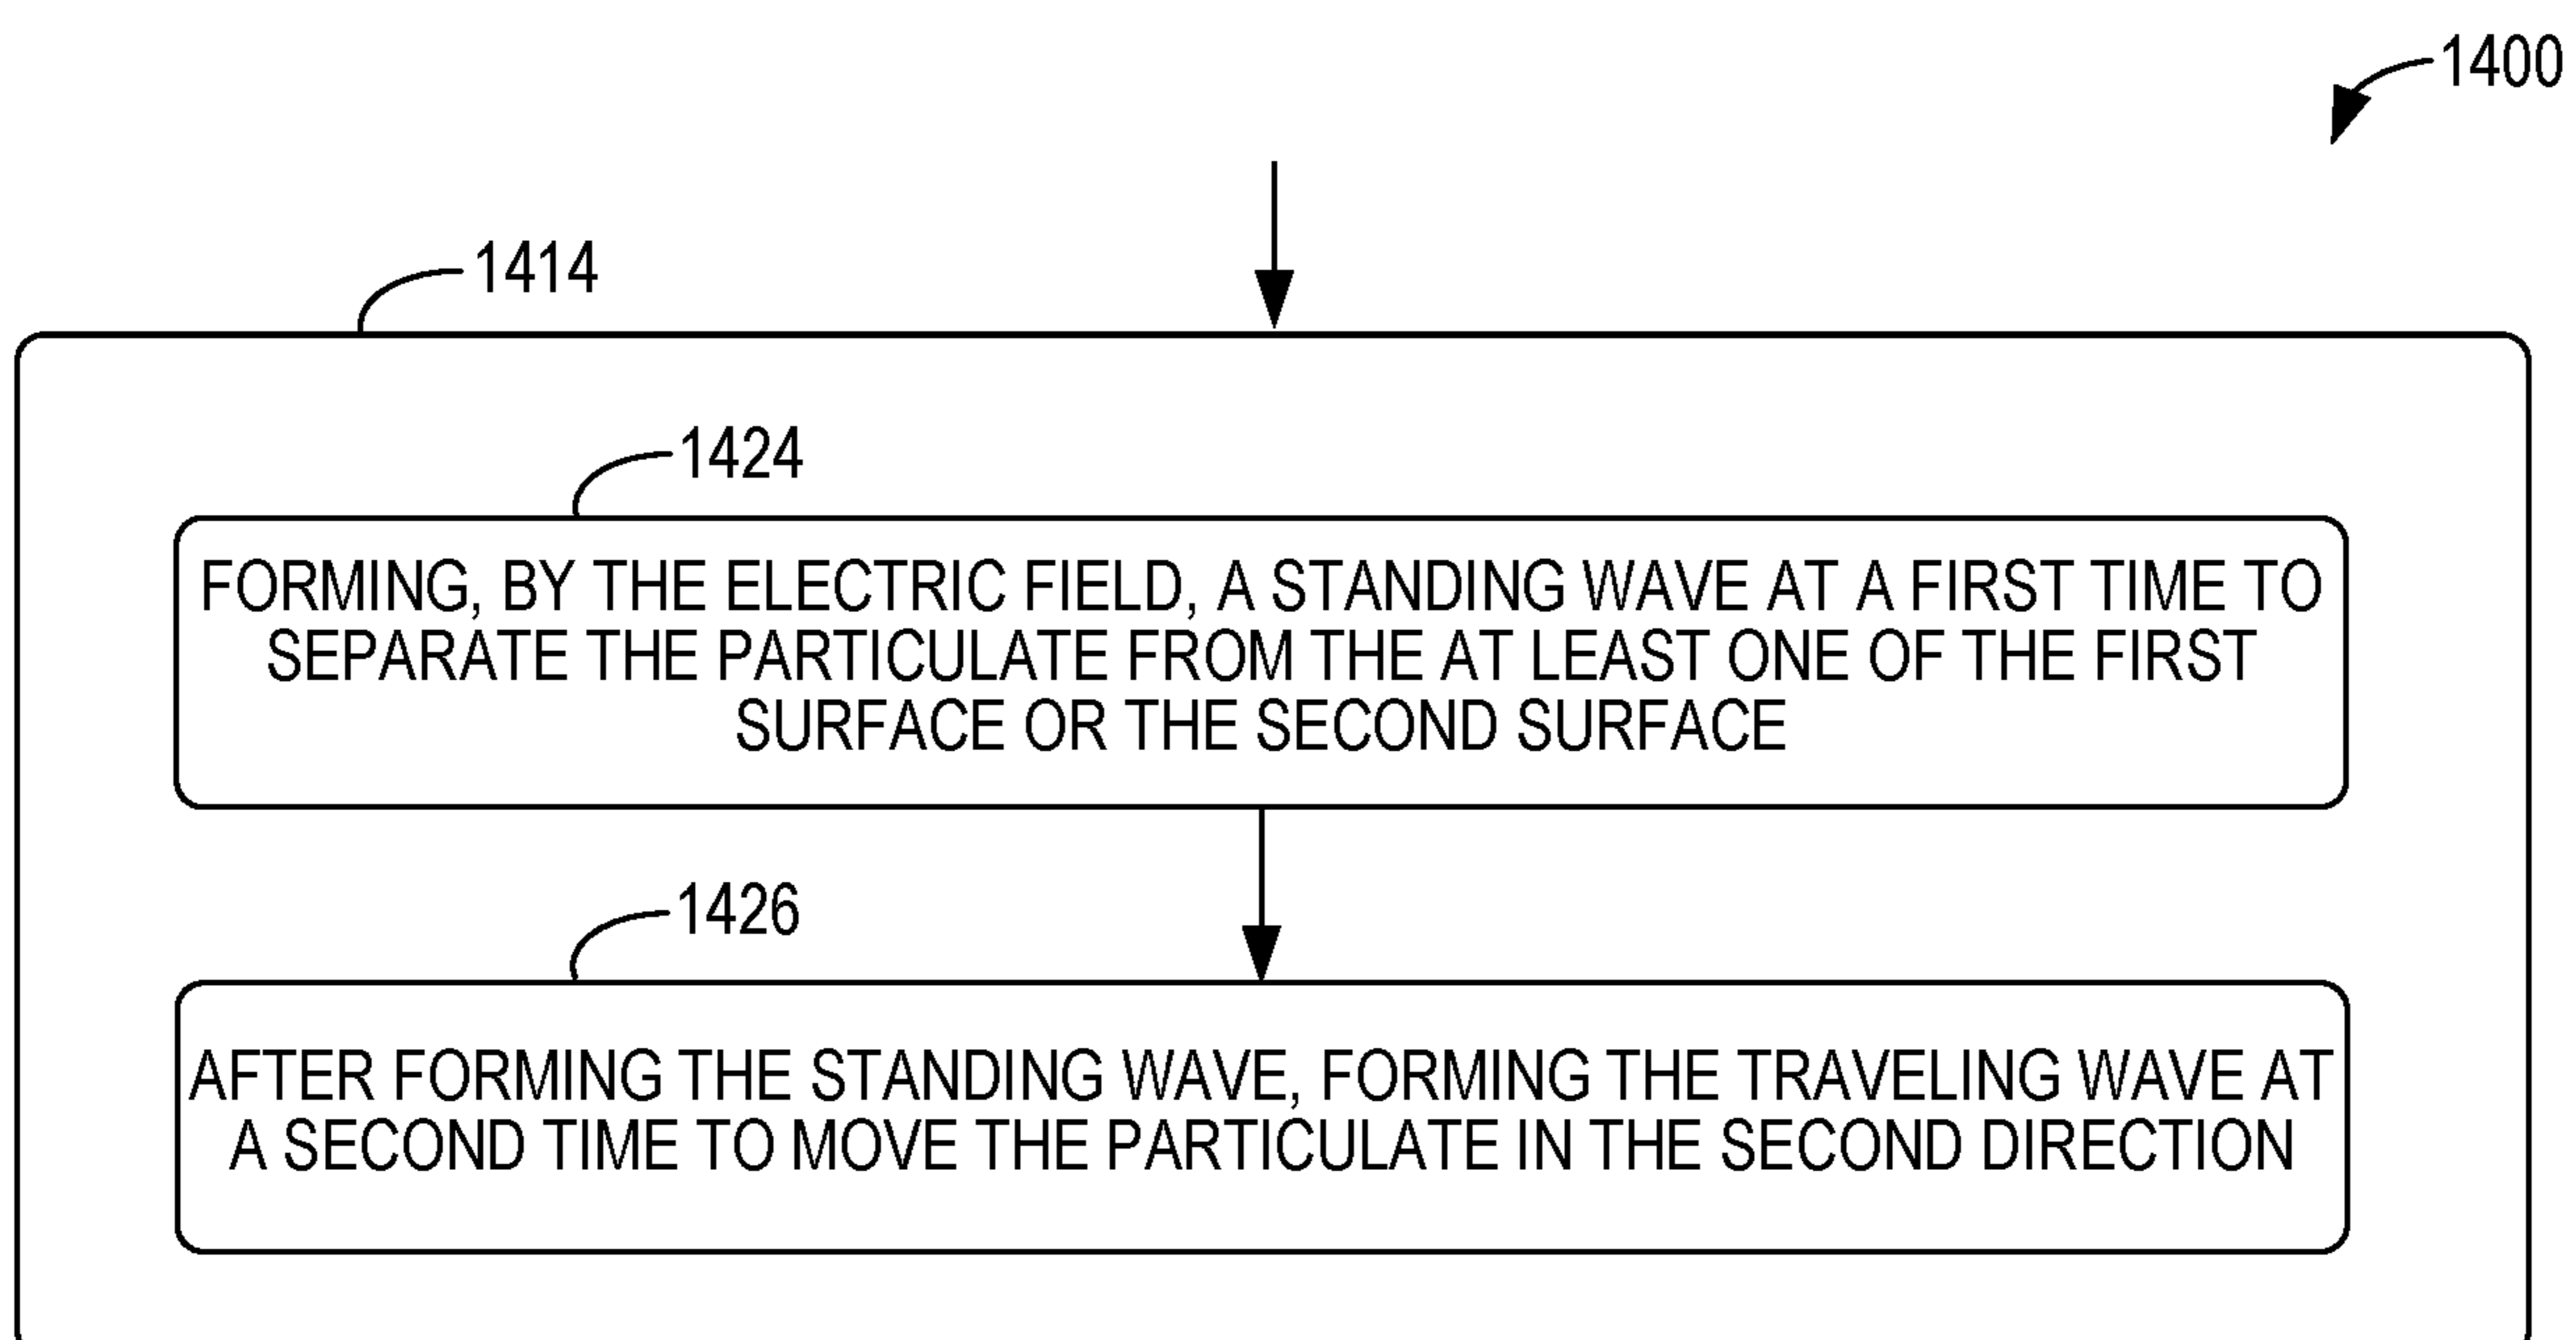 1400
1414
1424
FORMING, BY THE ELECTRIC FIELD, A STANDING WAVE AT A FIRST TIME TO
SEPARATE THE PARTICULATE FROM THE AT LEAST ONE OF THE FIRST
SURFACE OR THE SECOND SURFACE
1426
AFTER FORMING THE STANDING WAVE, FORMING THE TRAVELING WAVE AT
A SECOND TIME TO MOVE THE PARTICULATE IN THE SECOND DIRECTION